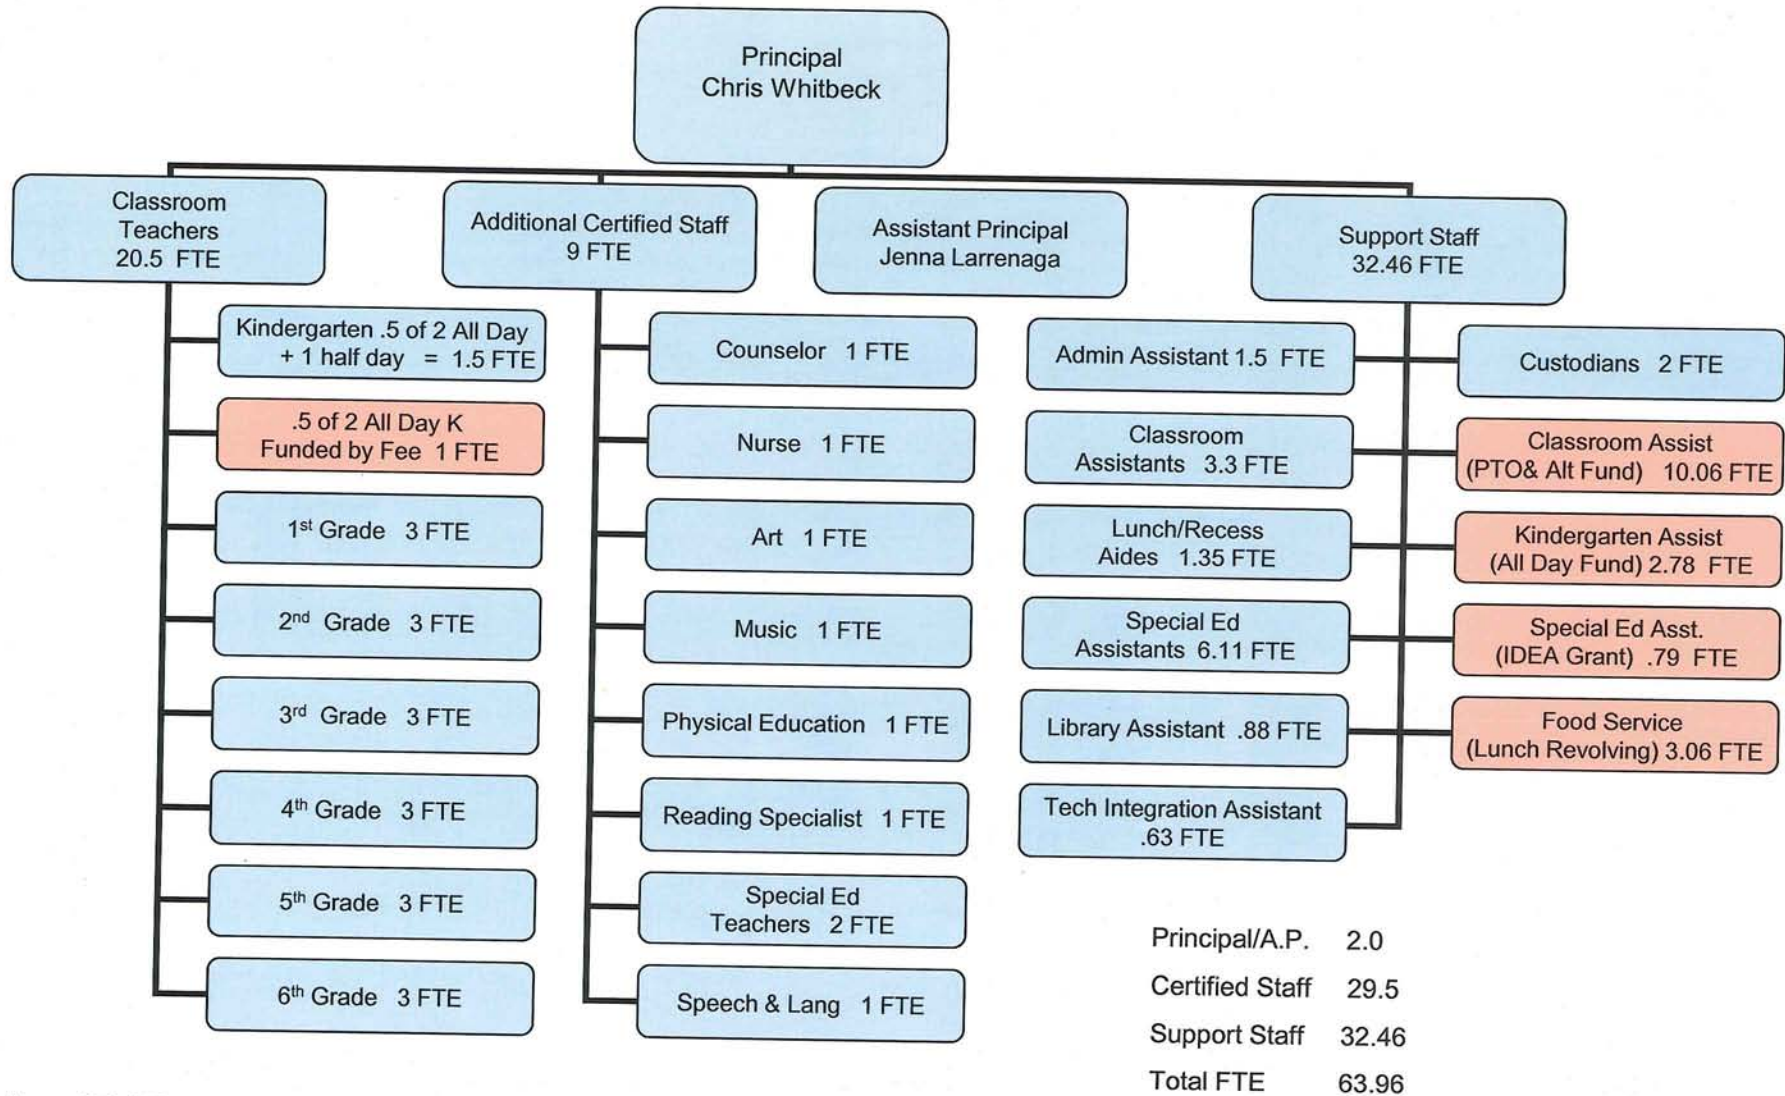 Principal
Chris Whitbeck
Classroom
Teachers
20.5 FTE
Additional Certified Staff
9 FTE
Assistant Principal
Jenna Larrenaga
Support Staff
32.46 FTE
Kindergarten .5 of 2 All Day
+ 1 half day = 1.5 FTE
.5 of 2 All Day K
Funded by Fee 1 FTE
1st Grade 3 FTE
2nd Grade 3 FTE
3rd Grade 3 FTE
4th Grade 3 FTE
5th Grade 3 FTE
6th Grade 3 FTE
Counselor 1 FTE
Nurse 1 FTE
Art 1 FTE
Music 1 FTE
Physical Education 1 FTE
Reading Specialist 1 FTE
Special Ed
Teachers 2 FTE
Speech & Lang 1 FTE
Admin Assistant 1.5 FTE
Classroom
Assistants 3.3 FTE
Lunch/Recess
Aides 1.35 FTE
Special Ed
Assistants 6.11 FTE
Library Assistant .88 FTE
Tech Integration Assistant
.63 FTE
Custodians 2 FTE
Classroom Assist
(PTO& Alt Fund) 10.06 FTE
Kindergarten Assist
(All Day Fund) 2.78 FTE
Special Ed Asst.
(IDEA Grant) .79 FTE
Food Service
(Lunch Revolving) 3.06 FTE
Principal/A.P. 2.0
Certified Staff 29.5
Support Staff 32.46
Total FTE 63.96